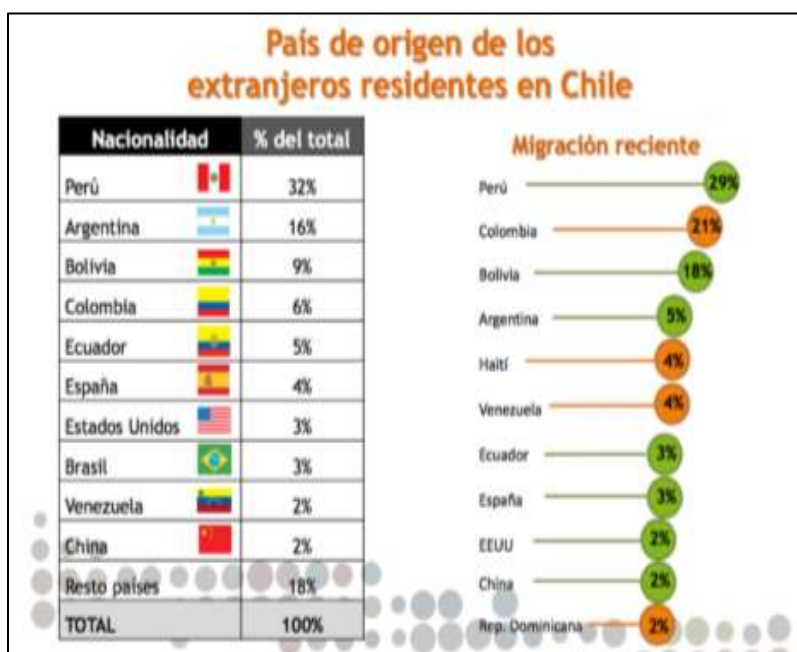 País de origen de los
extranjeros residentes en Chile
Nacionalidad % del total
Perú 32%
Argentina 16%
Bolivia 9%
Colombia 6%
Ecuador 5%
España 4%
Estados Unidos 3%
Brasil 3%
Venezuela 2%
China 2%
Resto países 18%
TOTAL 100%
Migración reciente
Perú 29%
Colombia 21%
Bolivia 18%
Argentina 5%
Haití 4%
Venezuela 4%
Ecuador 3%
España 3%
EEUU 2%
China 2%
Rep. Dominicana 2%